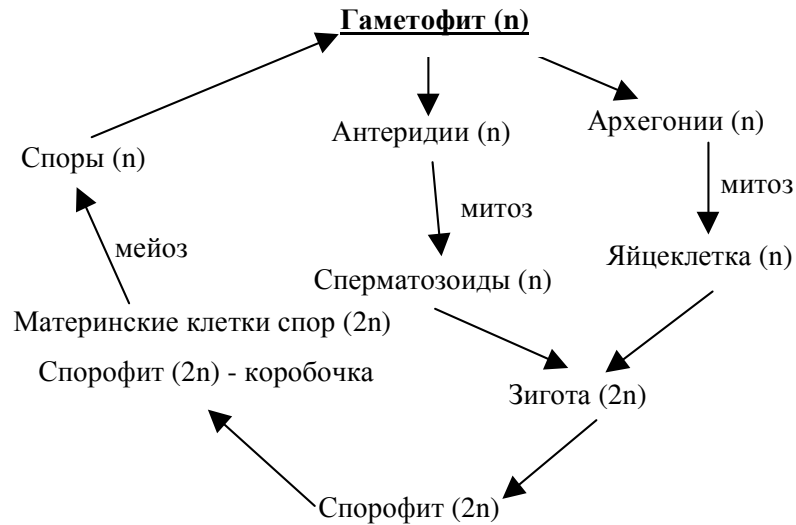 Гаметофит (n)
Антеридии (n)
Архегонии (n)
Споры (n)
митоз
митоз
мейоз
Яйцеклетка (n)
Сперматозоиды (n)
Материнские клетки спор (2n)
Спорофит (2n) - коробочка
Зигота (2n)
Спорофит (2n)